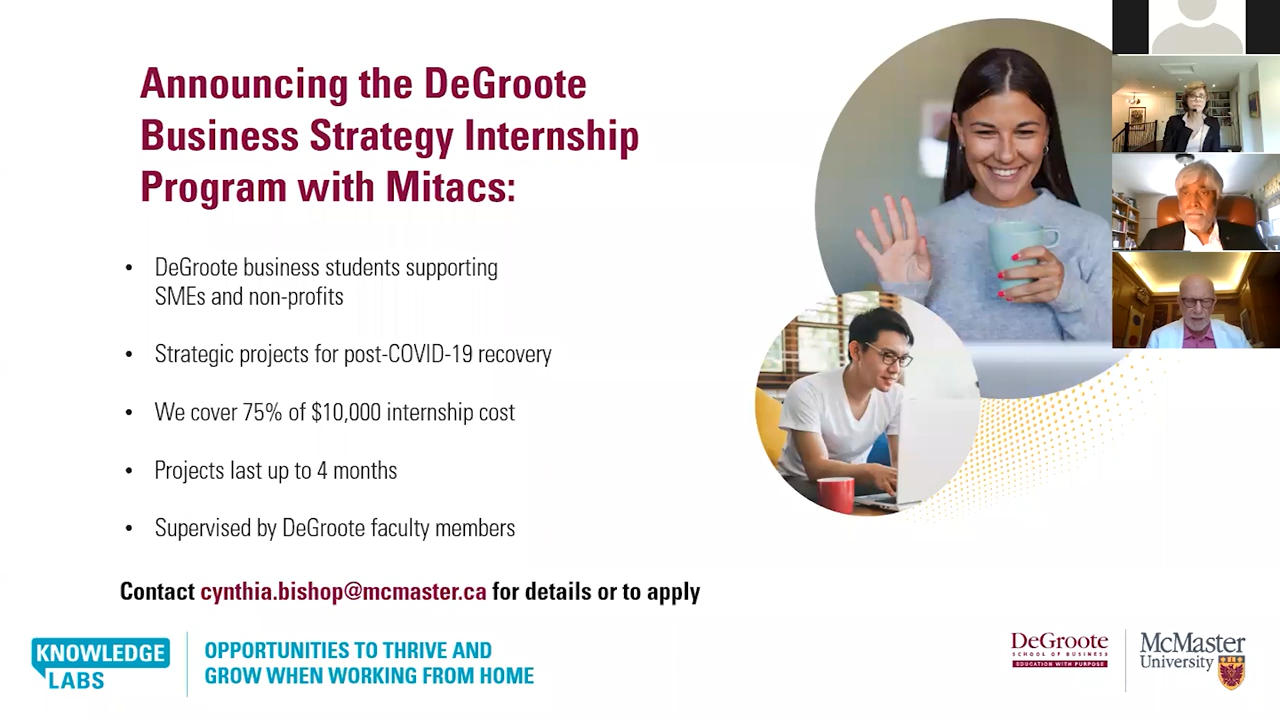 Announcing the DeGroote
Business Strategy Internship
Program with Mitacs:
• DeGroote business students supporting
SMEs and non-profits
• Strategic projects for post-COVID-19 recovery
• We cover 75% of $10,000 internship cost
• Projects last up to 4 months
• Supervised by DeGroote faculty members
Contact cynthia.bishop@mcmaster.ca for details or to apply
KNOWLEDGE
LABS
OPPORTUNITIES TO THRIVE AND
GROW WHEN WORKING FROM HOME
DeGroote
SCHOOL OF BUSINESS
EDUCATION WITH PURPOSE
McMaster
University